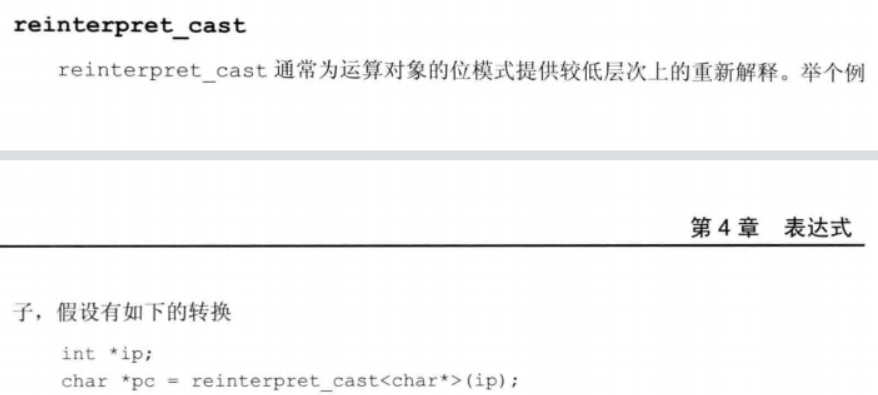 reinterpret_cast
reinterpret_cast 通常为运算对象的位模式提供较低层次上的重新解释。举个例
第 4 章 表达式
子，假设有如下的转换
int *ip;
char *pc = reinterpret_cast<char*>(ip);